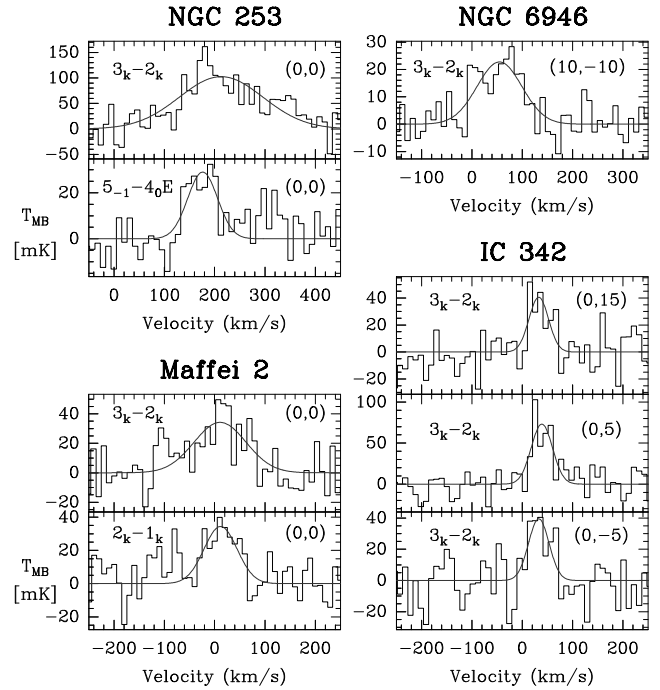 NGC 253
150
100
50
0
−50
3k−2k
(0,0)
20
0
TMB
[mK]
5−1−40E
(0,0)
0 100 200 300 400
Velocity (km/s)
NGC 6946
30
20
10
0
−10
3k−2k
(10,−10)
−100 0 100 200 300
Velocity (km/s)
Maffei 2
40
20
0
−20
3k−2k
(0,0)
40
20
0
−20
TMB
[mK]
2k−1k
(0,0)
−200 −100 0 100 200
Velocity (km/s)
IC 342
40
20
0
−20
3k−2k
(0,15)
100
50
0
3k−2k
(0,5)
40
20
0
−20
3k−2k
(0,−5)
−200 −100 0 100 200
Velocity (km/s)